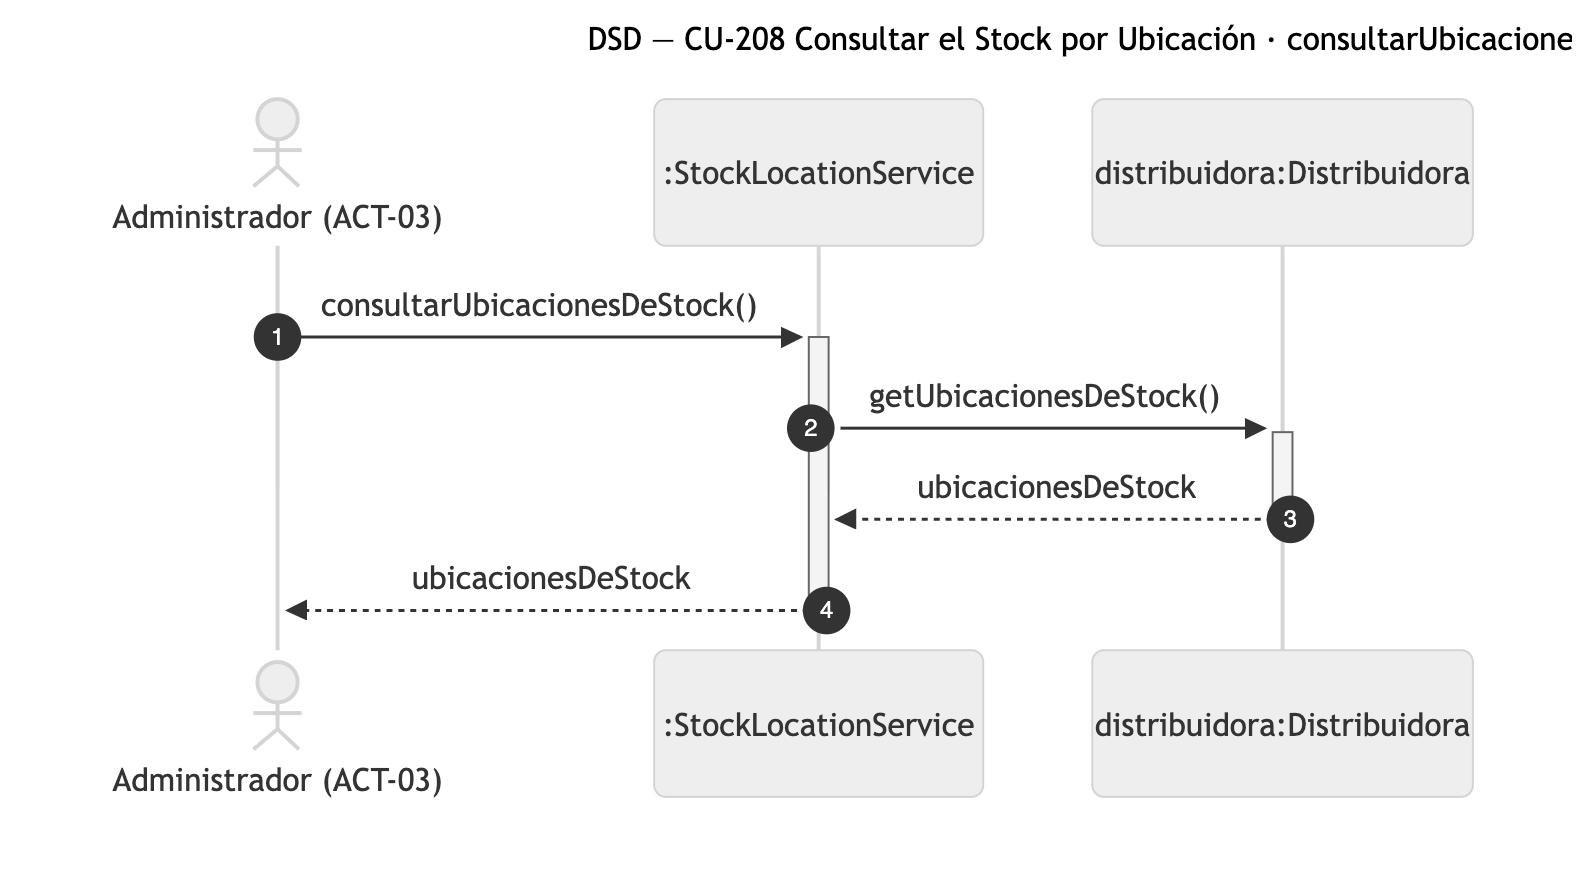 DSD — CU-208 Consultar el Stock por Ubicación · consultarUbicacione
Administrador (ACT-03)
:StockLocationService
distribuidora:Distribuidora
consultarUbicacionesDeStock()
1
getUbicacionesDeStock()
2
ubicacionesDeStock
3
ubicacionesDeStock
4
Administrador (ACT-03)
:StockLocationService
distribuidora:Distribuidora